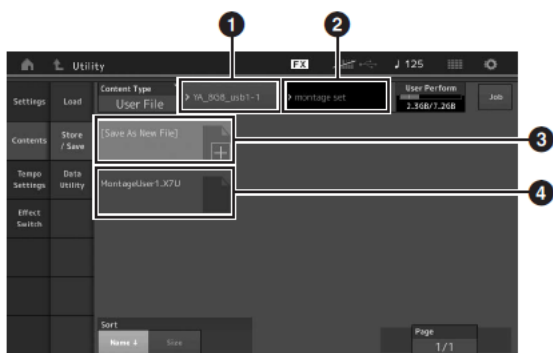 1 2
Utility FX 125
Content Type User Perform
Settings Load User File YA_8GB_usb1-1 montage set 2.3GB/7.2GB Job
Contents Store / Save [Save As New File] 3
Tempo Settings Data Utility MontageUser1.X7U 4
Effect Switch
Sort Page
Name ↓ Size 1/1